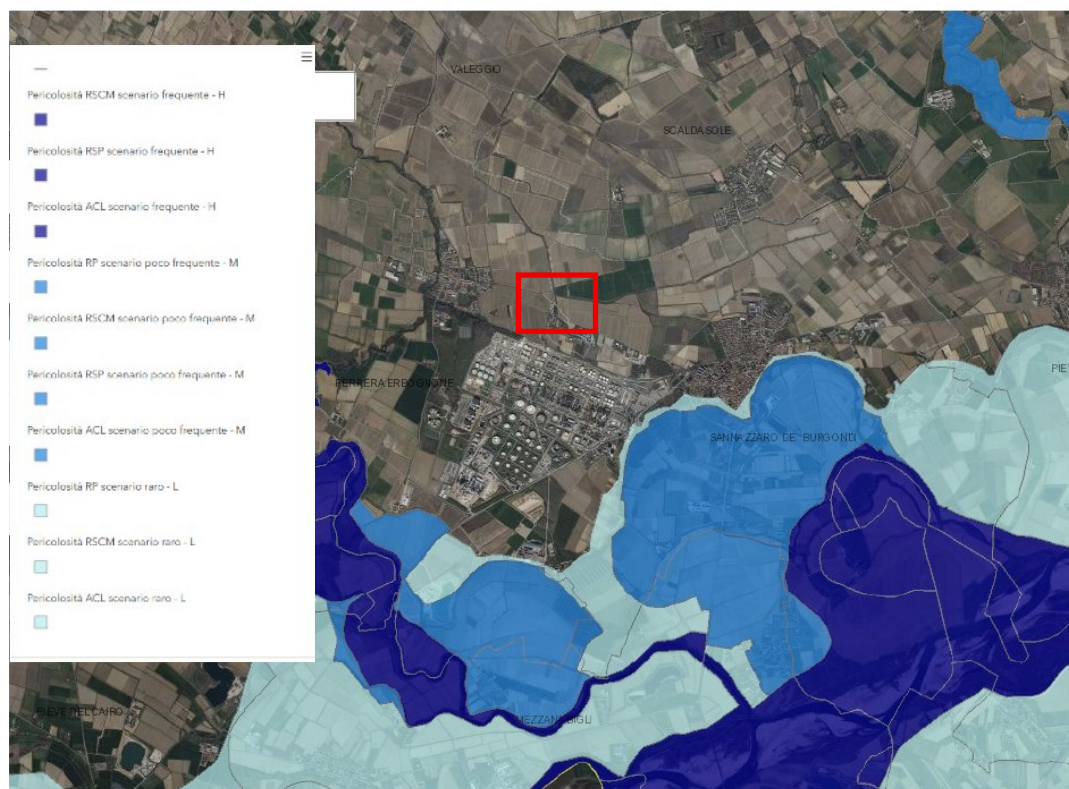 Pericolosità RSCM scenario frequente - H
Pericolosità RSP scenario frequente - H
Pericolosità ACL scenario frequente - H
Pericolosità RP scenario poco frequente - M
Pericolosità RSCM scenario poco frequente - M
Pericolosità RSP scenario poco frequente - M
Pericolosità ACL scenario poco frequente - M
Pericolosità RP scenario raro - L
Pericolosità RSCM scenario raro - L
Pericolosità ACL scenario raro - L
VALEGGIO
SCALDASOLE
FERRERA ERBOGNONE
PIEV
SANNAZZARO DE' BURGONDI
PIEVE DEL CAIRO
MEZZANA BIGLI